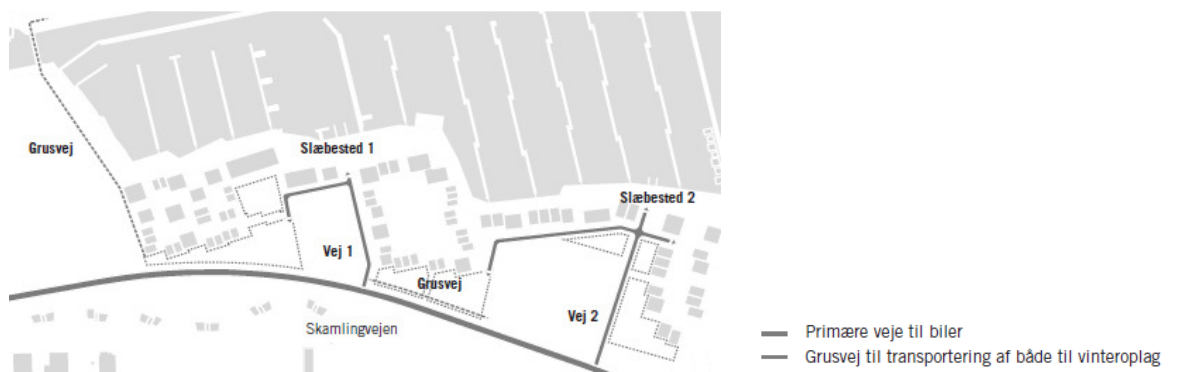 Grusvej
Slæbested 1
Slæbested 2
Vej 1
Grusvej
Vej 2
Skamlingvejen
Primære veje til biler
Grusvej til transportering af både til vinteroplag